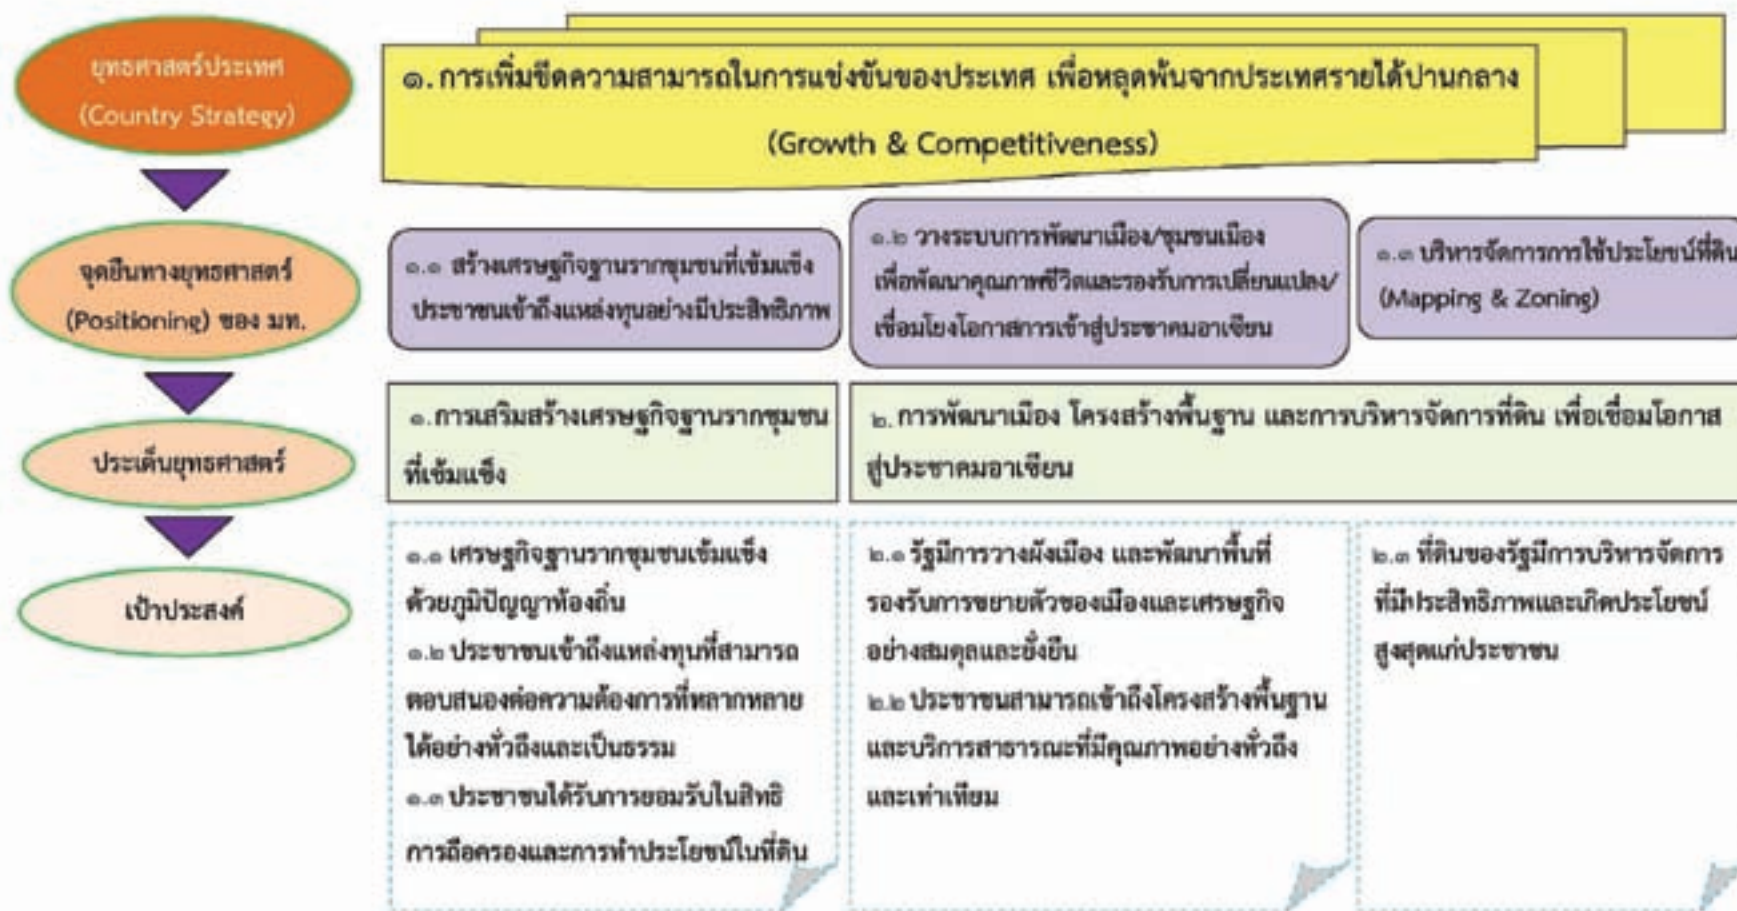 ยุทธศาสตร์ประเทศ
(Country Strategy)
๑. การเพิ่มขีดความสามารถในการแข่งขันของประเทศ เพื่อหลุดพ้นจากประเทศรายได้ปานกลาง
(Growth & Competitiveness)
จุดยืนทางยุทธศาสตร์
(Positioning) ของ มท.
๑.๑ สร้างเศรษฐกิจฐานรากชุมชนที่เข้มแข็ง
ประชาชนเข้าถึงแหล่งทุนอย่างมีประสิทธิภาพ
๑.๒ วางระบบการพัฒนาเมือง/ชุมชนเมือง
เพื่อพัฒนาคุณภาพชีวิตและรองรับการเปลี่ยนแปลง/
เชื่อมโยงโอกาสการเข้าสู่ประชาคมอาเซียน
๑.๓ บริหารจัดการการใช้ประโยชน์ที่ดิน
(Mapping & Zoning)
ประเด็นยุทธศาสตร์
๑. การเสริมสร้างเศรษฐกิจฐานรากชุมชน
ที่เข้มแข็ง
๒. การพัฒนาเมือง โครงสร้างพื้นฐาน และการบริหารจัดการที่ดิน เพื่อเชื่อมโอกาส
สู่ประชาคมอาเซียน
เป้าประสงค์
๑.๑ เศรษฐกิจฐานรากชุมชนเข้มแข็ง
ด้วยภูมิปัญญาท้องถิ่น
๑.๒ ประชาชนเข้าถึงแหล่งทุนที่สามารถ
ตอบสนองต่อความต้องการที่หลากหลาย
ได้อย่างทั่วถึงและเป็นธรรม
๑.๓ ประชาชนได้รับการยอมรับในสิทธิ
การถือครองและการทำประโยชน์ในที่ดิน
๒.๑ รัฐมีการวางผังเมือง และพัฒนาพื้นที่
รองรับการขยายตัวของเมืองและเศรษฐกิจ
อย่างสมดุลและยั่งยืน
๒.๒ ประชาชนสามารถเข้าถึงโครงสร้างพื้นฐาน
และบริการสาธารณะที่มีคุณภาพอย่างทั่วถึง
และเท่าเทียม
๒.๓ ที่ดินของรัฐมีการบริหารจัดการ
ที่มีประสิทธิภาพและเกิดประโยชน์
สูงสุดแก่ประชาชน